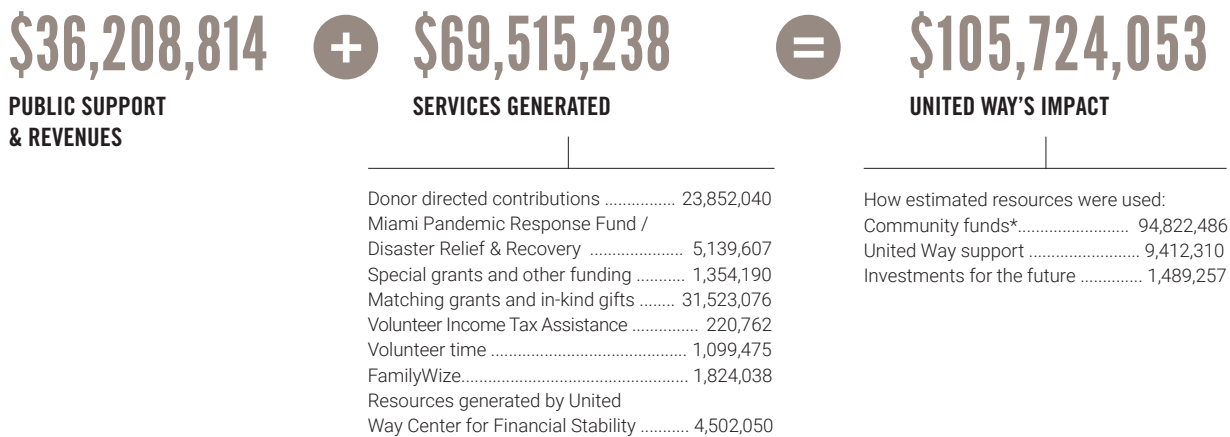 $36,208,814 + $69,515,238 = $105,724,053
PUBLIC SUPPORT
& REVENUES
SERVICES GENERATED
Donor directed contributions ................ 23,852,040
Miami Pandemic Response Fund /
Disaster Relief & Recovery ..................... 5,139,607
Special grants and other funding ........... 1,354,190
Matching grants and in-kind gifts ........ 31,523,076
Volunteer Income Tax Assistance ............... 220,762
Volunteer time ............................................ 1,099,475
FamilyWize................................................... 1,824,038
Resources generated by United
Way Center for Financial Stability ........... 4,502,050
UNITED WAY'S IMPACT
How estimated resources were used:
Community funds*......................... 94,822,486
United Way support ......................... 9,412,310
Investments for the future .............. 1,489,257